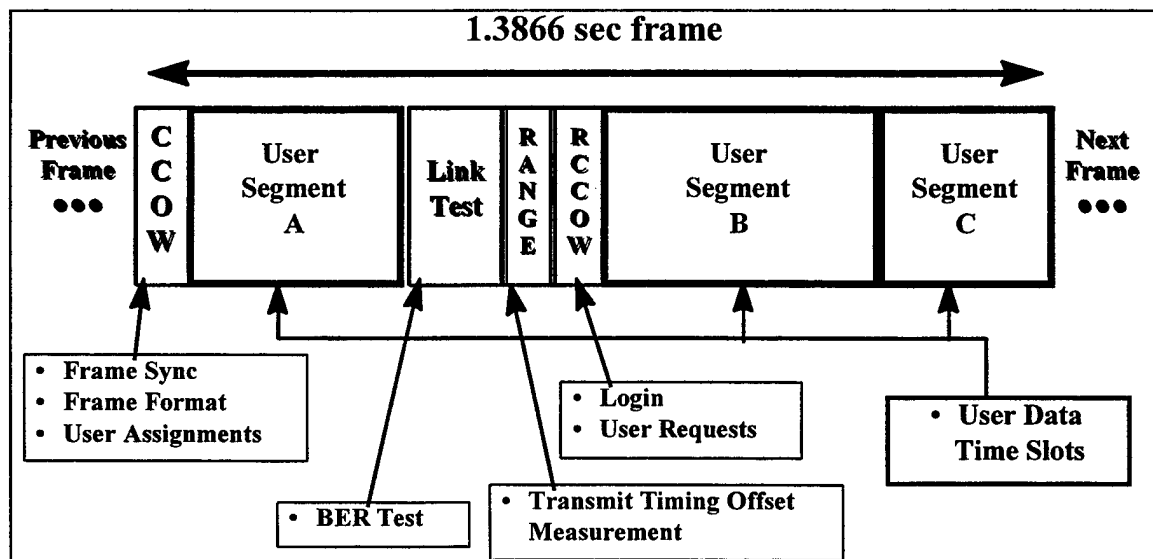 1.3866 sec frame
Previous
Frame
●●●
C
C
O
W
User
Segment
A
Link
Test
R
A
N
G
E
R
C
C
O
W
User
Segment
B
User
Segment
C
Next
Frame
●●●
• Frame Sync
• Frame Format
• User Assignments
• BER Test
• Transmit Timing Offset
Measurement
• Login
• User Requests
• User Data
Time Slots